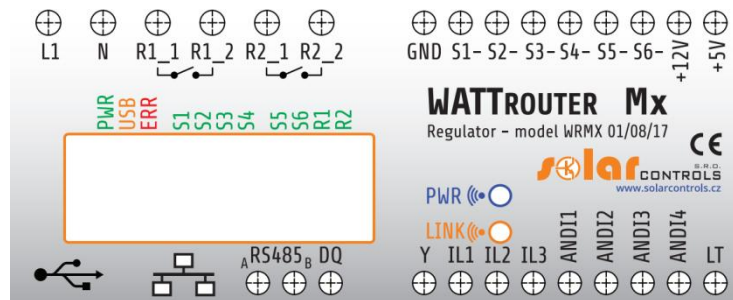 L1 N R1_1 R1_2 R2_1 R2_2
GND S1- S2- S3- S4- S5- S6- +12V +5V
PWR USB ERR S1 S2 S3 S4 S5 S6 R1 R2
WATTROUTER Mx
Regulator – model WRMX 01/08/17
CE
solar CONTROLS S.R.O.
www.solarcontrols.cz
PWR
LINK
A RS485 B DQ
Y IL1 IL2 IL3 ANDI1 ANDI2 ANDI3 ANDI4 LT